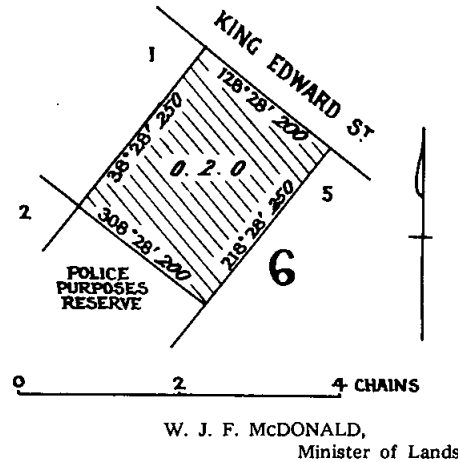 KING EDWARD ST
1
128°28' 200
38°28' 250
0.2.0
5
2
218°28' 250
308°28' 200
6
POLICE
PURPOSES
RESERVE
0 2 4 CHAINS
W. J. F. McDONALD,
Minister of Lands